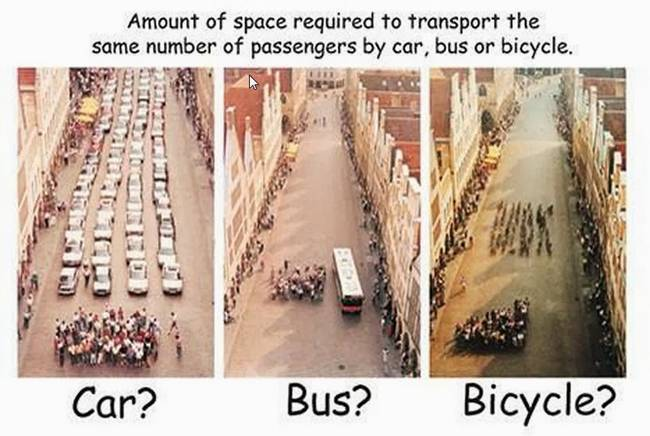 Amount of space required to transport the
same number of passengers by car, bus or bicycle.
Car?
Bus?
Bicycle?